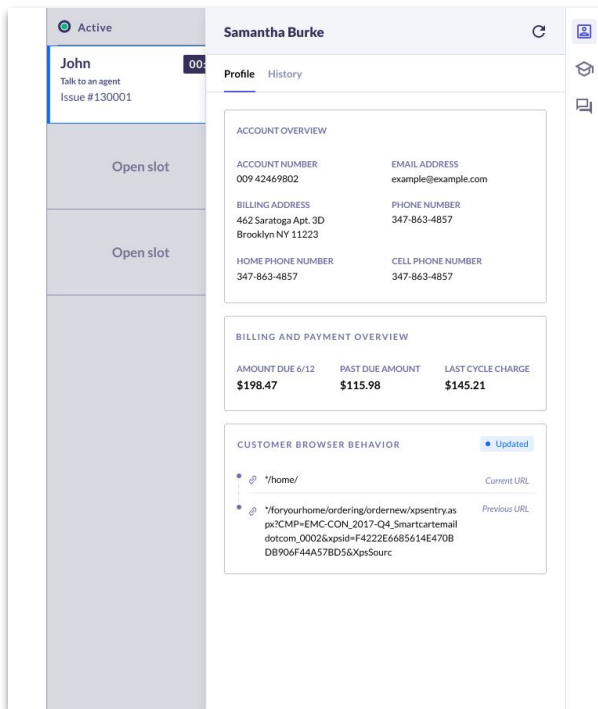 Active
John
00:
Talk to an agent
Issue #130001
Open slot
Open slot
Samantha Burke
Profile History
ACCOUNT OVERVIEW
ACCOUNT NUMBER EMAIL ADDRESS
009 42469802 example@example.com
BILLING ADDRESS PHONE NUMBER
462 Saratoga Apt. 3D 347-863-4857
Brooklyn NY 11223
HOME PHONE NUMBER CELL PHONE NUMBER
347-863-4857 347-863-4857
BILLING AND PAYMENT OVERVIEW
AMOUNT DUE 6/12 PAST DUE AMOUNT LAST CYCLE CHARGE
$198.47 $115.98 $145.21
CUSTOMER BROWSER BEHAVIOR Updated
*/home/ Current URL
*/foryourhome/ordering/ordernew/xpsentry.as Previous URL
px?CMP=EMC-CON_2017-Q4_Smartcartemail
dotcom_0002&xpsid=F4222E6685614E470B
DB906F44A57BD5&XpsSourc